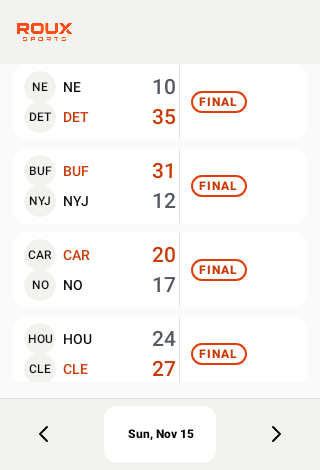 ROUX
SPORTS
NE NE 10
DET DET 35
FINAL
BUF BUF 31
NYJ NYJ 12
FINAL
CAR CAR 20
NO NO 17
FINAL
HOU HOU 24
CLE CLE 27
FINAL
Sun, Nov 15